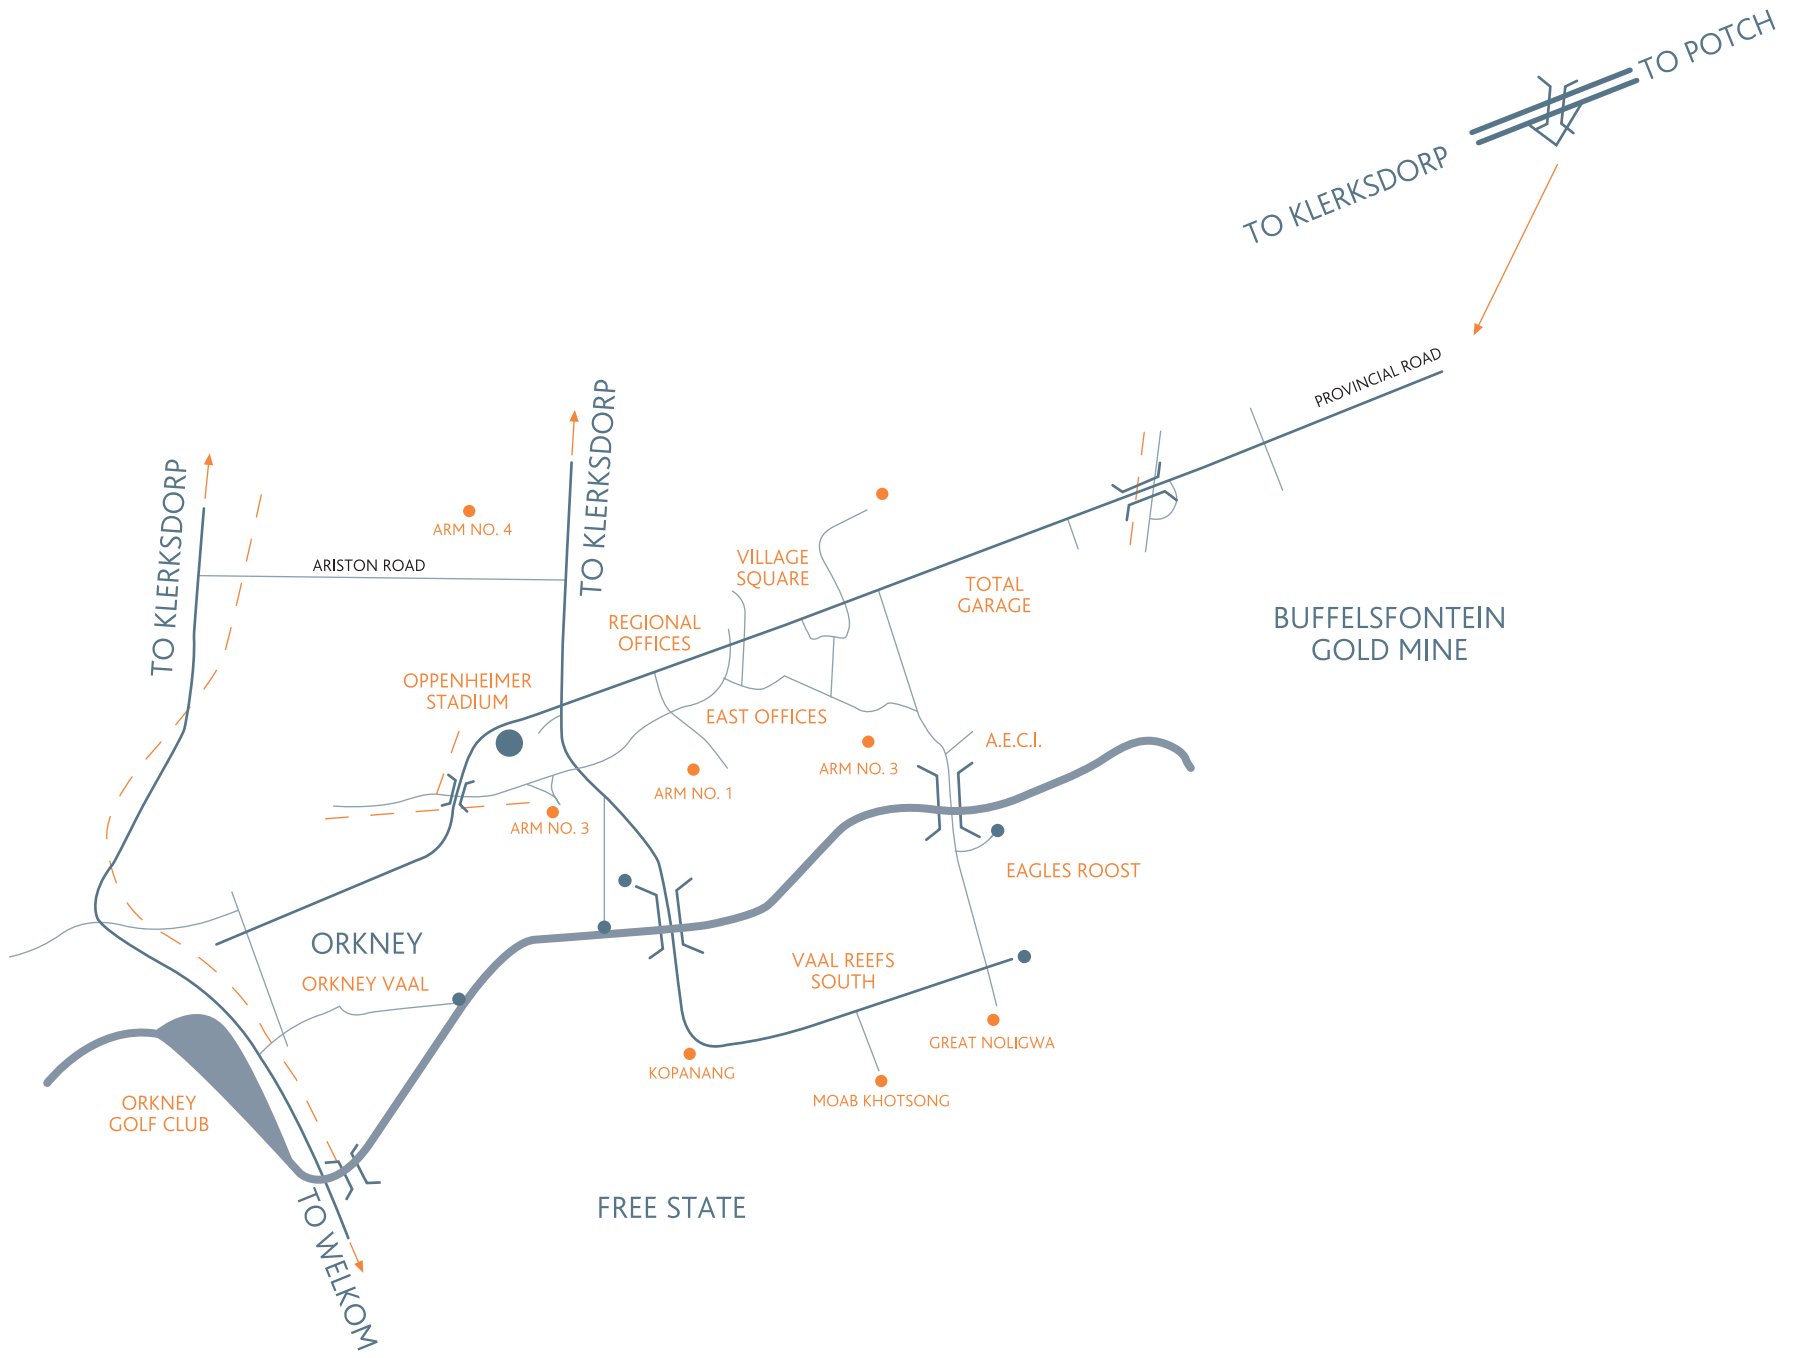 TO POTCH
TO KLERKSDORP
PROVINCIAL ROAD
TO KLERKSDORP
TO KLERKSDORP
ARM NO. 4
ARISTON ROAD
VILLAGE
SQUARE
TOTAL
GARAGE
BUFFELSFONTEIN
GOLD MINE
REGIONAL
OFFICES
OPPENHEIMER
STADIUM
EAST OFFICES
A.E.C.I.
ARM NO. 3
ARM NO. 1
ARM NO. 3
EAGLES ROOST
ORKNEY
ORKNEY VAAL
VAAL REEFS
SOUTH
GREAT NOLIGWA
KOPANANG
MOAB KHOTSONG
ORKNEY
GOLF CLUB
FREE STATE
TO WELKOM